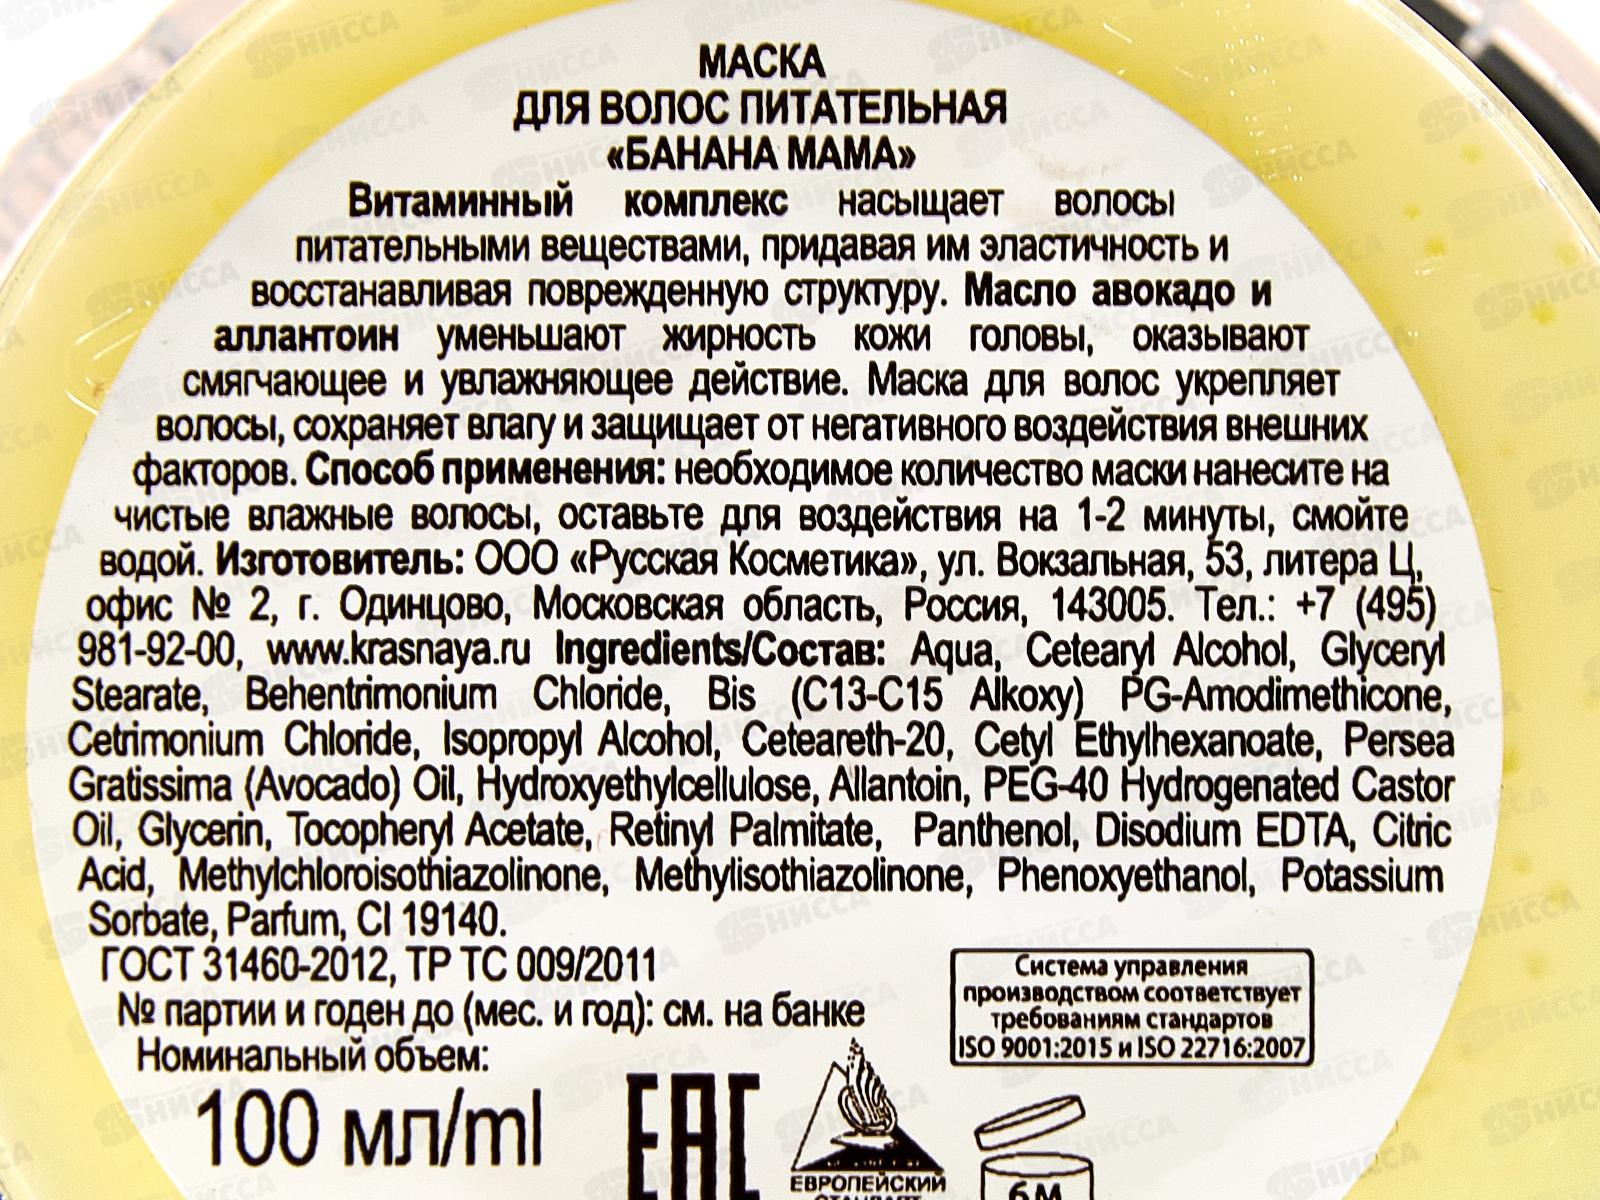 МАСКА
ДЛЯ ВОЛОС ПИТАТЕЛЬНАЯ
«БАНАНА МАМА»
Витаминный комплекс насыщает волосы
питательными веществами, придавая им эластичность и
восстанавливая поврежденную структуру. Масло авокадо и
аллантоин уменьшают жирность кожи головы, оказывают
смягчающее и увлажняющее действие. Маска для волос укрепляет
волосы, сохраняет влагу и защищает от негативного воздействия внешних
факторов. Способ применения: необходимое количество маски нанесите на
чистые влажные волосы, оставьте для воздействия на 1-2 минуты, смойте
водой. Изготовитель: ООО «Русская Косметика», ул. Вокзальная, 53, литера Ц,
офис № 2, г. Одинцово, Московская область, Россия, 143005. Тел.: +7 (495)
981-92-00, www.krasnaya.ru Ingredients/Состав: Aqua, Cetearyl Alcohol, Glyceryl
Stearate, Behentrimonium Chloride, Bis (C13-C15 Alkoxy) PG-Amodimethicone,
Cetrimonium Chloride, Isopropyl Alcohol, Ceteareth-20, Cetyl Ethylhexanoate, Persea
Gratissima (Avocado) Oil, Hydroxyethylcellulose, Allantoin, PEG-40 Hydrogenated Castor
Oil, Glycerin, Tocopheryl Acetate, Retinyl Palmitate, Panthenol, Disodium EDTA, Citric
Acid, Methylchloroisothiazolinone, Methylisothiazolinone, Phenoxyethanol, Potassium
Sorbate, Parfum, CI 19140.
ГОСТ 31460-2012, ТР ТС 009/2011
№ партии и годен до (мес. и год): см. на банке
Номинальный объем:
100 мл/ml
Система управления
производством соответствует
требованиям стандартов
ISO 9001:2015 и ISO 22716:2007
EAC
ЕВРОПЕЙСКИЙ
6 М